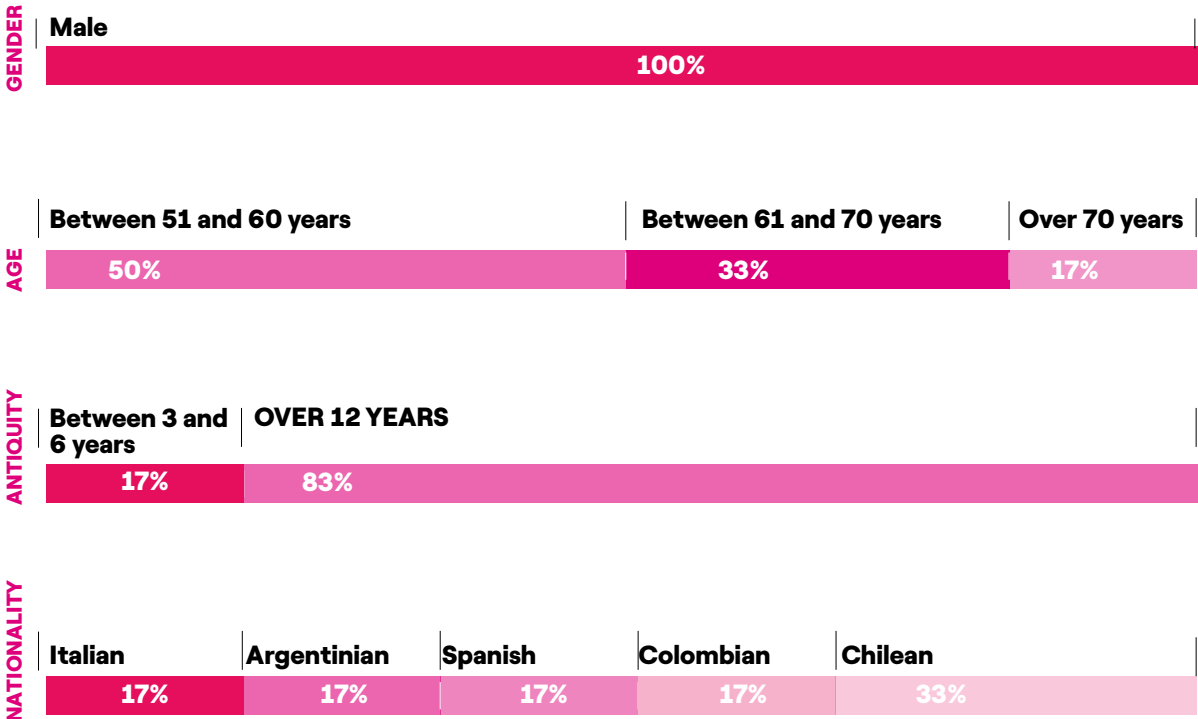 GENDER
Male
100%
AGE
Between 51 and 60 years
Between 61 and 70 years
Over 70 years
50%
33%
17%
ANTIQUITY
Between 3 and
6 years
OVER 12 YEARS
17%
83%
NATIONALITY
Italian
Argentinian
Spanish
Colombian
Chilean
17%
17%
17%
17%
33%